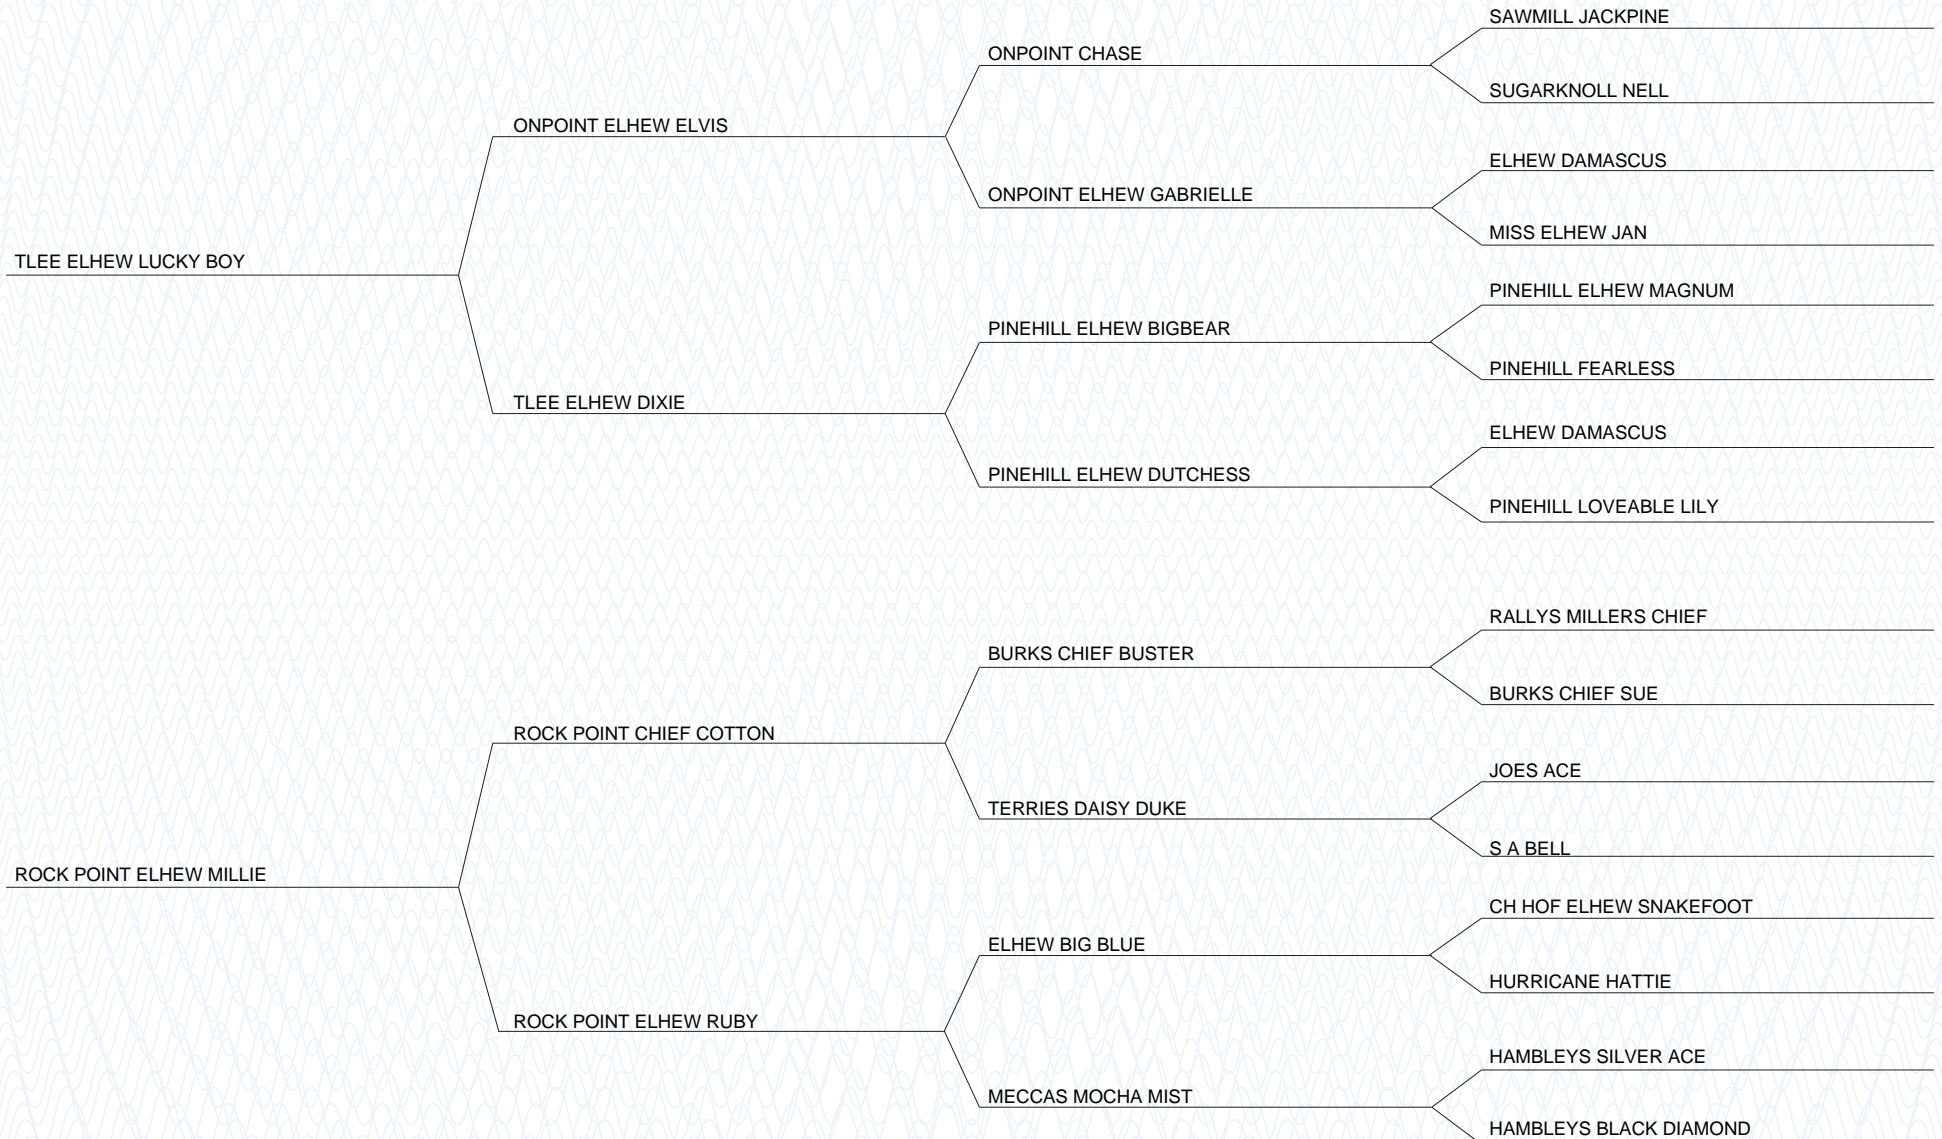 SAWMILL JACKPINE
ONPOINT CHASE
SUGARKNOLL NELL
ONPOINT ELHEW ELVIS
ELHEW DAMASCUS
ONPOINT ELHEW GABRIELLE
MISS ELHEW JAN
TLEE ELHEW LUCKY BOY
PINEHILL ELHEW MAGNUM
PINEHILL ELHEW BIGBEAR
PINEHILL FEARLESS
TLEE ELHEW DIXIE
ELHEW DAMASCUS
PINEHILL ELHEW DUTCHESS
PINEHILL LOVEABLE LILY
RALLYS MILLERS CHIEF
BURKS CHIEF BUSTER
BURKS CHIEF SUE
ROCK POINT CHIEF COTTON
JOES ACE
TERRIES DAISY DUKE
S A BELL
ROCK POINT ELHEW MILLIE
CH HOF ELHEW SNAKEFOOT
ELHEW BIG BLUE
HURRICANE HATTIE
ROCK POINT ELHEW RUBY
HAMBLEYS SILVER ACE
MECCAS MOCHA MIST
HAMBLEYS BLACK DIAMOND